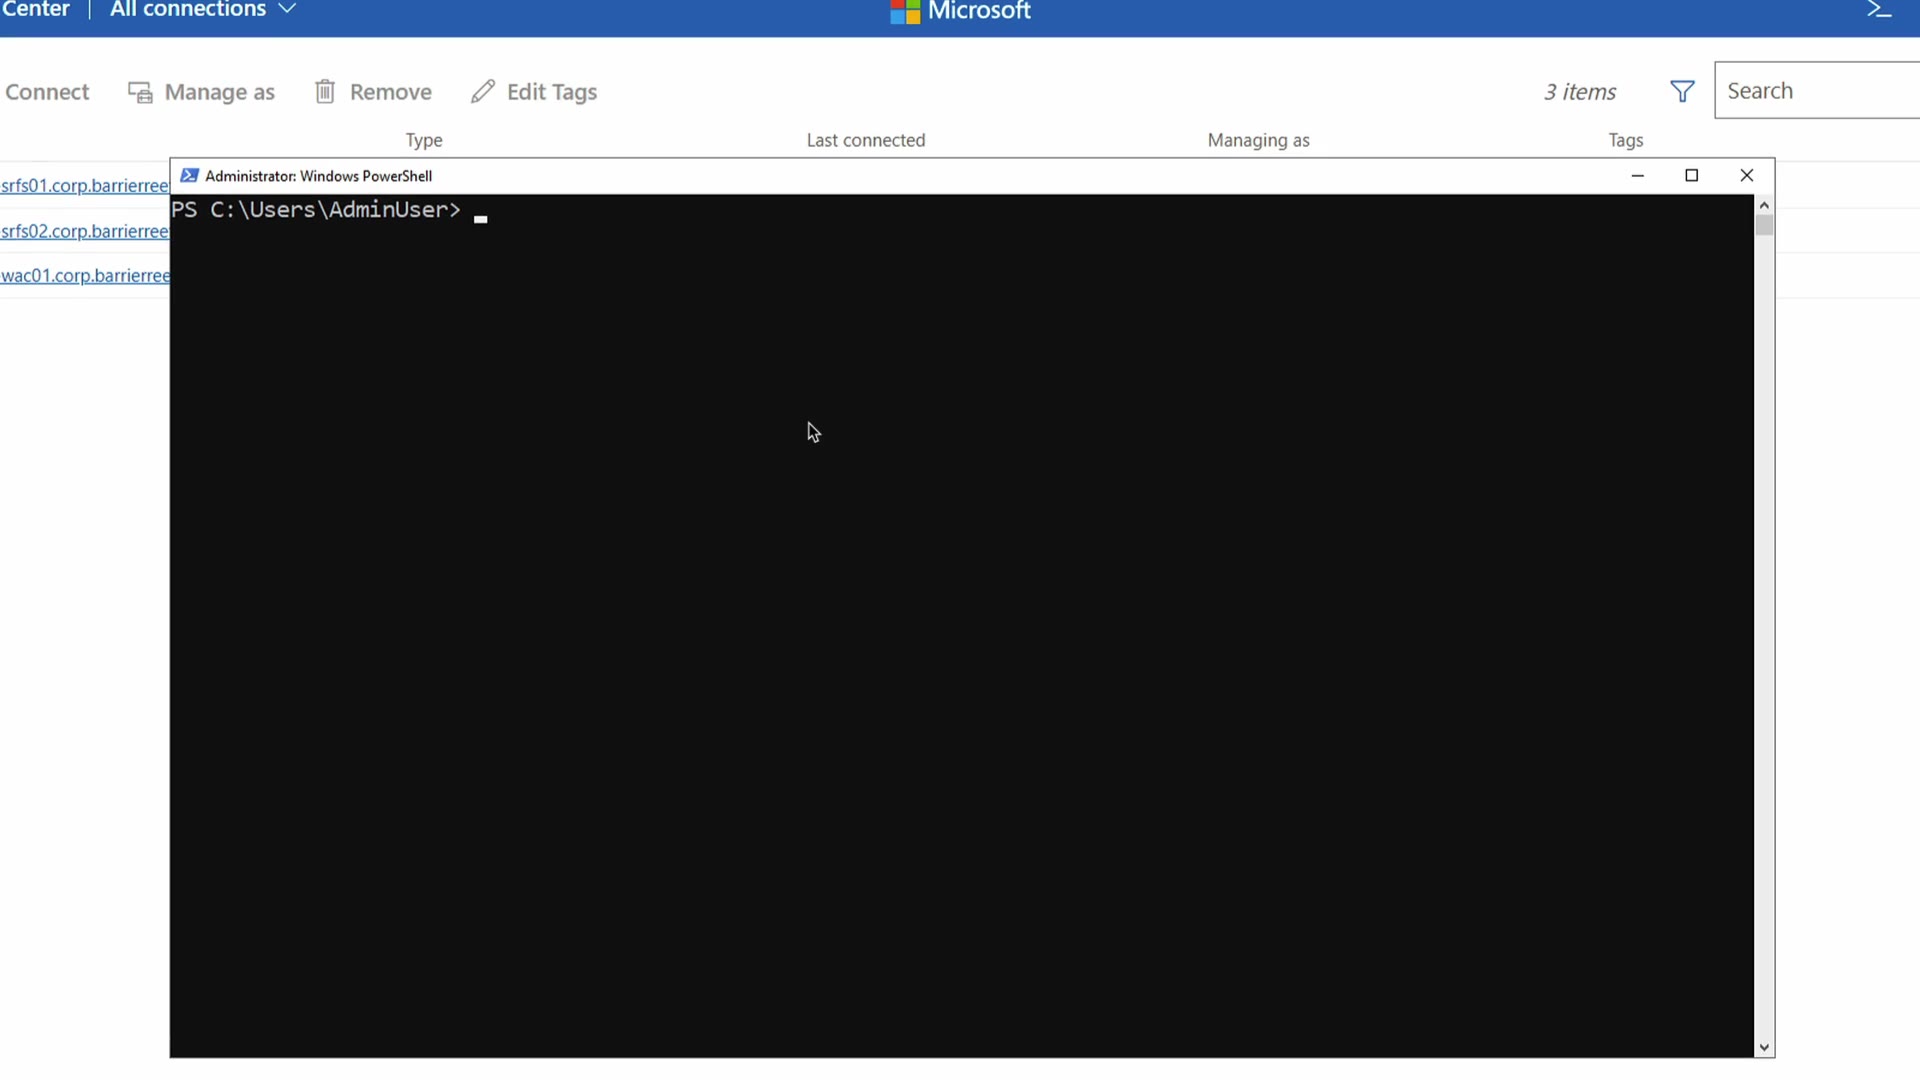 Center | All connections
Microsoft
Connect Manage as Remove Edit Tags 3 items Search
Type Last connected Managing as Tags
srfs01.corp.barrierree
srfs02.corp.barrierree
wac01.corp.barrierree
Administrator: Windows PowerShell
PS C:\Users\AdminUser>